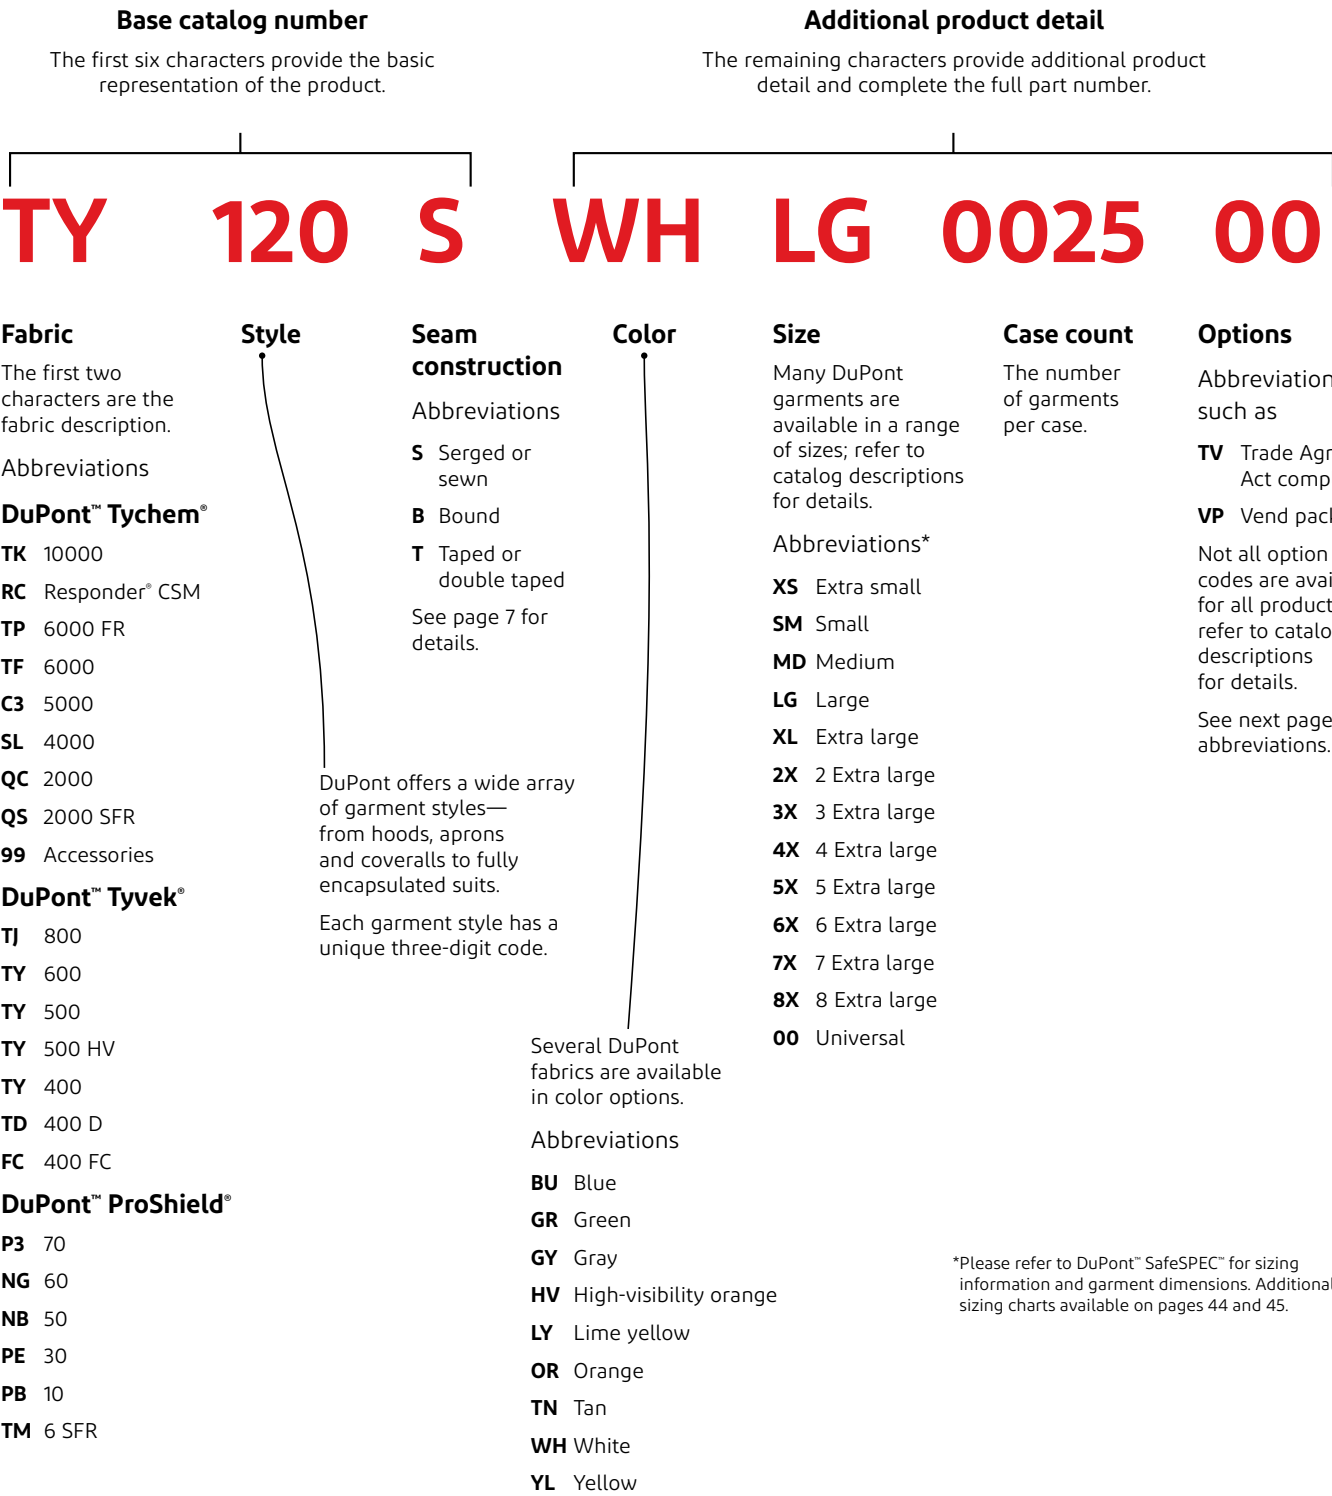 Base catalog number
The first six characters provide the basic
representation of the product.
Additional product detail
The remaining characters provide additional product
detail and complete the full part number.
TY 120 S WH LG 0025 00
Fabric
The first two
characters are the
fabric description.
Abbreviations
DuPont™ Tychem®
TK 10000
RC Responder® CSM
TP 6000 FR
TF 6000
C3 5000
SL 4000
QC 2000
QS 2000 SFR
99 Accessories
DuPont™ Tyvek®
TJ 800
TY 600
TY 500
TY 500 HV
TY 400
TD 400 D
FC 400 FC
DuPont™ ProShield®
P3 70
NG 60
NB 50
PE 30
PB 10
TM 6 SFR
Style
DuPont offers a wide array
of garment styles—
from hoods, aprons
and coveralls to fully
encapsulated suits.
Each garment style has a
unique three-digit code.
Seam
construction
Abbreviations
S Serged or
sewn
B Bound
T Taped or
double taped
See page 7 for
details.
Color
Several DuPont
fabrics are available
in color options.
Abbreviations
BU Blue
GR Green
GY Gray
HV High-visibility orange
LY Lime yellow
OR Orange
TN Tan
WH White
YL Yellow
Size
Many DuPont
garments are
available in a range
of sizes; refer to
catalog descriptions
for details.
Abbreviations*
XS Extra small
SM Small
MD Medium
LG Large
XL Extra large
2X 2 Extra large
3X 3 Extra large
4X 4 Extra large
5X 5 Extra large
6X 6 Extra large
7X 7 Extra large
8X 8 Extra large
00 Universal
Case count
The number
of garments
per case.
Options
Abbreviation
such as
TV Trade Agr
Act comp
VP Vend pac
Not all option
codes are avai
for all product
refer to catalo
descriptions
for details.
See next page
abbreviations.
*Please refer to DuPont™ SafeSPEC™ for sizing
information and garment dimensions. Additional
sizing charts available on pages 44 and 45.